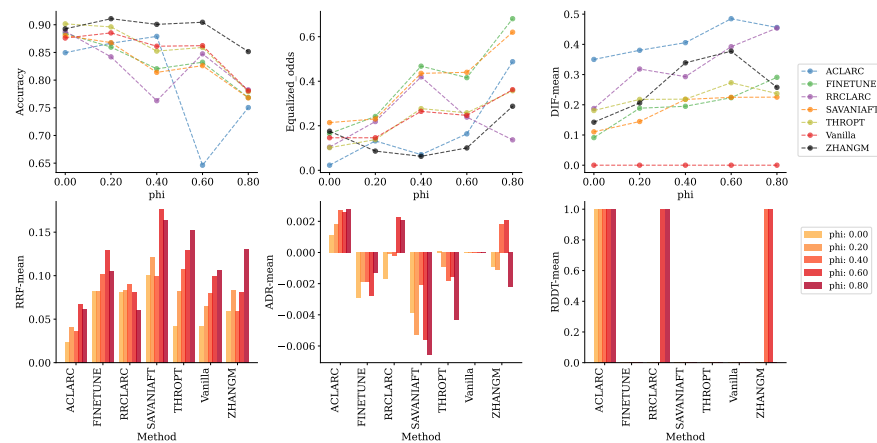 0.90
0.85
0.80
0.75
0.70
0.65
Accuracy
0.00 0.20 0.40 0.60 0.80
phi
0.6
0.4
0.2
0.0
Equalized_odds
0.00 0.20 0.40 0.60 0.80
phi
0.5
0.4
0.3
0.2
0.1
0.0
DIF-mean
0.00 0.20 0.40 0.60 0.80
phi
ACLARC
FINETUNE
RRCLARC
SAVANIAFT
THROPT
Vanilla
ZHANGM
0.15
0.10
0.05
0.00
RRF-mean
ACLARC
FINETUNE
RRCLARC
SAVANIAFT
THROPT
Vanilla
ZHANGM
Method
0.002
0.000
−0.002
−0.004
−0.006
ADR-mean
ACLARC
FINETUNE
RRCLARC
SAVANIAFT
THROPT
Vanilla
ZHANGM
Method
1.0
0.8
0.6
0.4
0.2
0.0
RDDT-mean
ACLARC
FINETUNE
RRCLARC
SAVANIAFT
THROPT
Vanilla
ZHANGM
Method
phi: 0.00
phi: 0.20
phi: 0.40
phi: 0.60
phi: 0.80